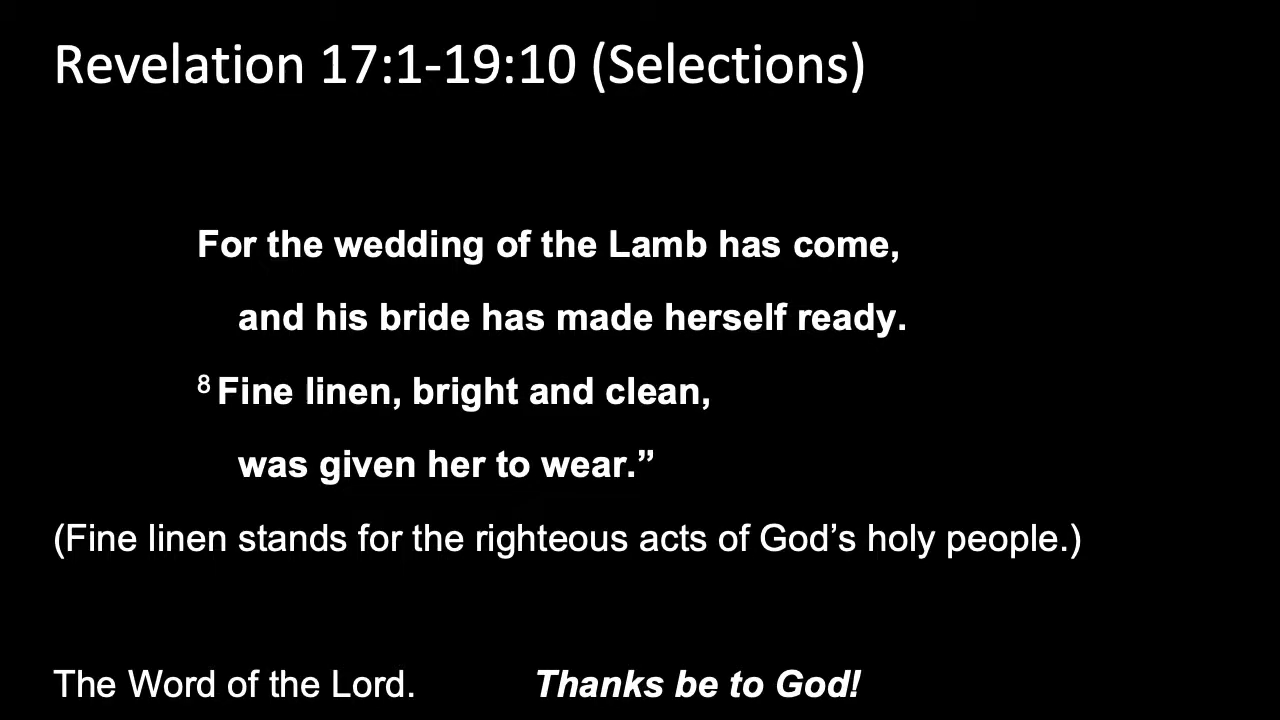 Revelation 17:1-19:10 (Selections)
For the wedding of the Lamb has come,
and his bride has made herself ready.
8 Fine linen, bright and clean,
was given her to wear.”
(Fine linen stands for the righteous acts of God’s holy people.)
The Word of the Lord. Thanks be to God!